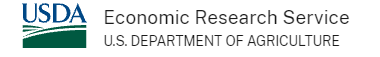 USDA Economic Research Service
U.S. DEPARTMENT OF AGRICULTURE